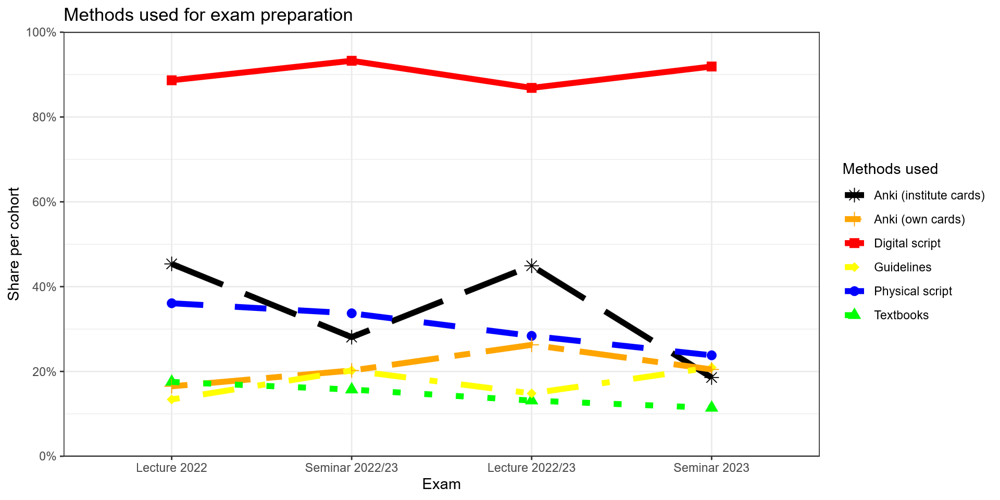 Methods used for exam preparation
100%
80%
60%
40%
20%
0%
Share per cohort
Lecture 2022
Seminar 2022/23
Lecture 2022/23
Seminar 2023
Exam
Methods used
Anki (institute cards)
Anki (own cards)
Digital script
Guidelines
Physical script
Textbooks